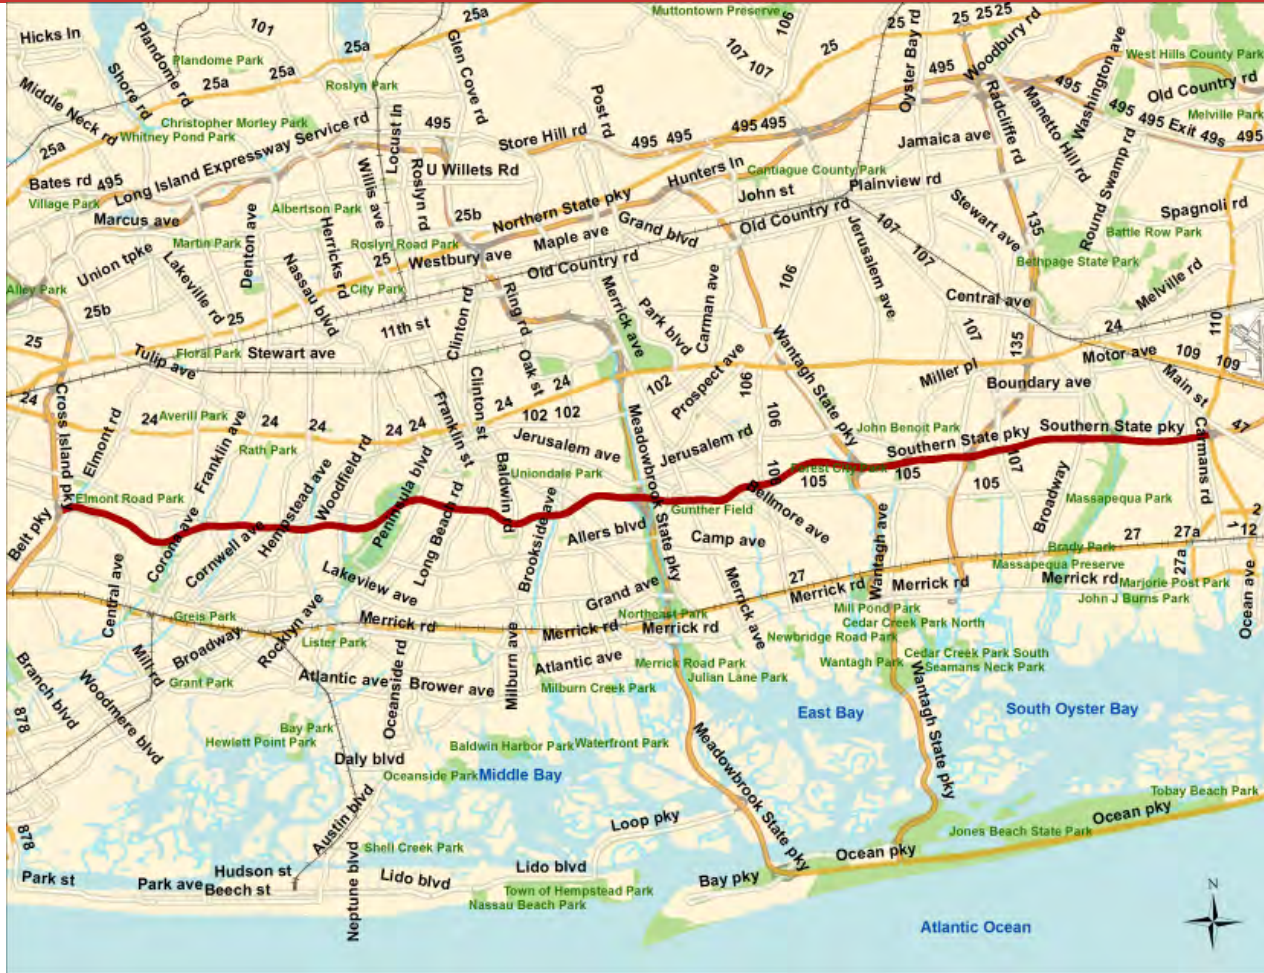 Muttontown Preserve
106
25a
25
25
25
25
Hicks ln
101
Plandome rd
Glen Cove rd
Oyster Bay rd
Woodbury rd
Washington ave
West Hills County Park
25a
107
107
25
Plandome Park
Shore rd
25a
25a
Roslyn Park
Post rd
495
Radcliffe rd
Manetto Hill rd
495
Old Country rd
Middle Neck rd
Christopher Morley Park
Whitney Pond Park
Locust ln
495
Store Hill rd
495
495
495
495
Jamaica ave
495
495
Exit 49s
495
Melville Park
25a
Long Island Expressway Service rd
Willis ave
Roslyn rd
U Willets Rd
Hunters ln
Cantiague County Park
Plainview rd
John st
Round Swamp rd
Bates rd
495
Village Park
Marcus ave
Albertson Park
25b
Northern State pky
Grand blvd
Old Country rd
Jerusalem ave
107
Stewart ave
135
Spagnoli rd
Battle Row Park
Martin Park
Denton ave
Herricks rd
Roslyn Road Park
Maple ave
107
Bethpage State Park
Union tpke
Lakeville rd
Nassau blvd
25
Westbury ave
Old Country rd
106
Melville rd
Alley Park
City Park
Clinton rd
Ring rd
Merrick ave
Park blvd
Carman ave
Central ave
25b
25
11th st
107
135
24
110
25
Tulip ave
Floral Park
Stewart ave
Oak st
Wantagh State pky
Motor ave
109
109
Cross Island pky
24
Clinton st
24
102
Prospect ave
106
Miller pl
Boundary ave
Main st
24
Elmont rd
24
Averill Park
24
24
24
24
24
Franklin st
102
102
106
John Benoit Park
Southern State pky
Southern State pky
47
Carmans rd
Franklin ave
Rath Park
Woodfield rd
Peninsula blvd
Jerusalem ave
Meadowbrook State pky
Jerusalem rd
Baldwin rd
Uniondale Park
106
Forest City Park
105
105
107
105
Broadway
Massapequa Park
Elmont Road Park
Hempstead ave
Long Beach rd
Brookside ave
Gunther Field
Bellmore ave
Belt pky
Corona ave
Cornwell ave
Allers blvd
Camp ave
Wantagh ave
27
27a
2
1
12
Brady Park
Central ave
Lakeview ave
Grand ave
Merrick ave
27
Merrick rd
Merrick rd
Massapequa Preserve
Merrick rd
27a
Marjorie Post Park
John J Burns Park
Ocean ave
Greis Park
Rocklyn ave
Merrick rd
Northeast Park
Merrick rd
Merrick rd
Mill Pond Park
Cedar Creek Park North
Newbridge Road Park
Broadway
Lister Park
Mill rd
Oceanside rd
Milburn ave
Atlantic ave
Merrick Road Park
Julian Lane Park
Wantagh Park
Cedar Creek Park South
Seamans Neck Park
Branch blvd
Woodmere blvd
Grant Park
Atlantic ave
Brower ave
Milburn Creek Park
Wantagh State pky
878
East Bay
South Oyster Bay
Bay Park
Hewlett Point Park
Baldwin Harbor Park
Waterfront Park
Meadowbrook State pky
Daly blvd
Oceanside Park
Middle Bay
Tobay Beach Park
Austin blvd
Loop pky
Ocean pky
Jones Beach State Park
878
Shell Creek Park
Ocean pky
Park st
Park ave
Hudson st
Beech st
Neptune blvd
Lido blvd
Lido blvd
Bay pky
Town of Hempstead Park
Nassau Beach Park
N
Atlantic Ocean